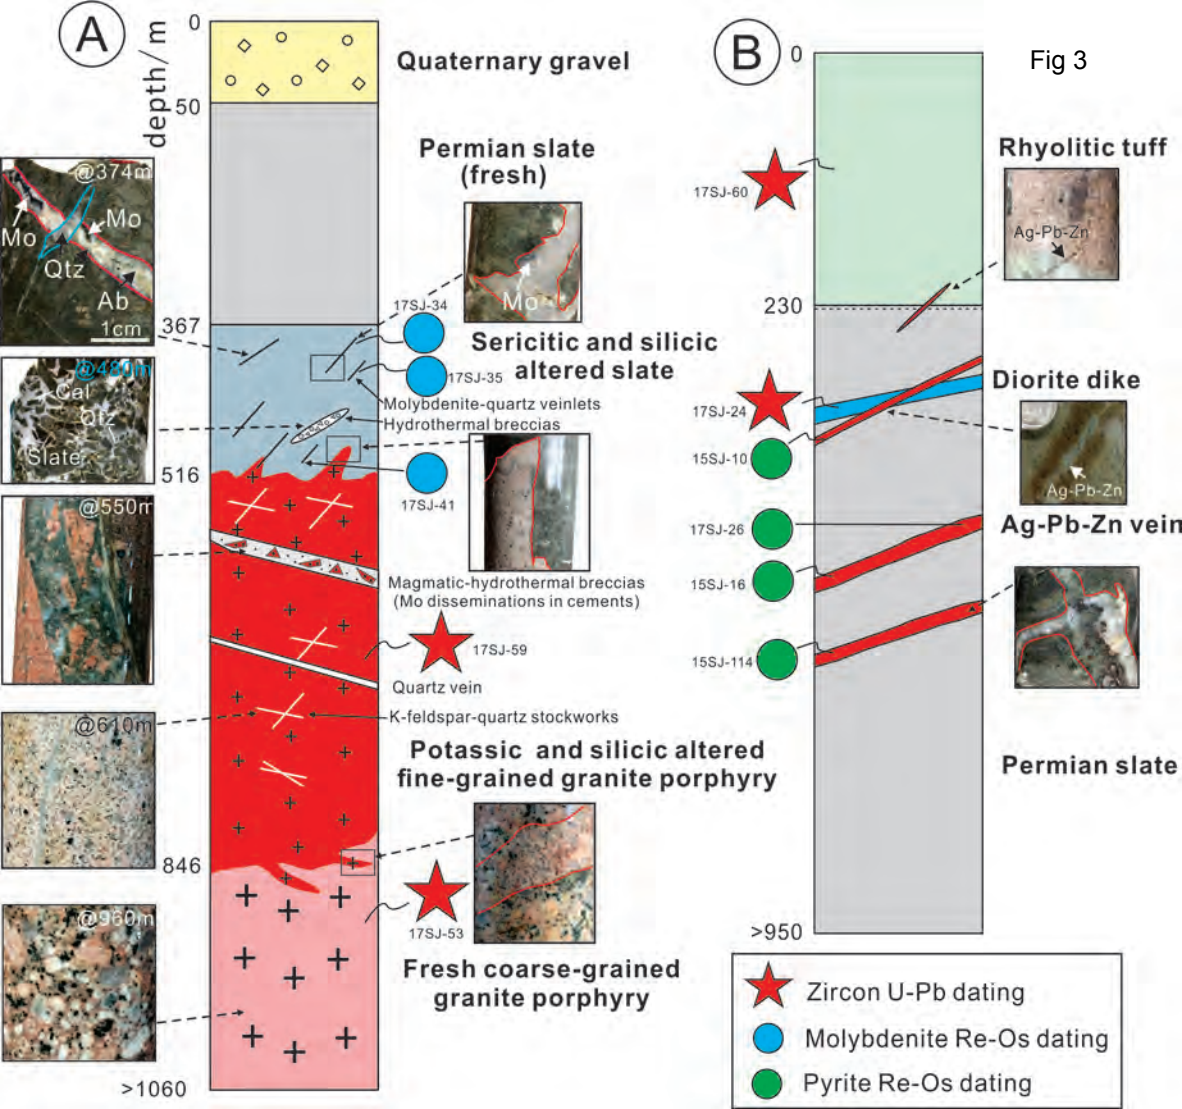 A
depth/m
0
Quaternary gravel
50
Permian slate
(fresh)
@374m
Mo
Mo
Qtz
Ab
1cm
Mo
17SJ-34
367
Sericitic and silicic
altered slate
17SJ-35
@480m
Cal
Qtz
Slate
Molybdenite-quartz veinlets
Hydrothermal breccias
516
17SJ-41
@550m
Magmatic-hydrothermal breccias
(Mo disseminations in cements)
17SJ-59
Quartz vein
@610m
K-feldspar-quartz stockworks
Potassic and silicic altered
fine-grained granite porphyry
846
@960m
17SJ-53
Fresh coarse-grained
granite porphyry
>1060
B
Fig 3
0
Rhyolitic tuff
17SJ-60
Ag-Pb-Zn
230
Diorite dike
17SJ-24
15SJ-10
Ag-Pb-Zn
Ag-Pb-Zn vein
17SJ-26
15SJ-16
15SJ-114
Permian slate
>950
Zircon U-Pb dating
Molybdenite Re-Os dating
Pyrite Re-Os dating